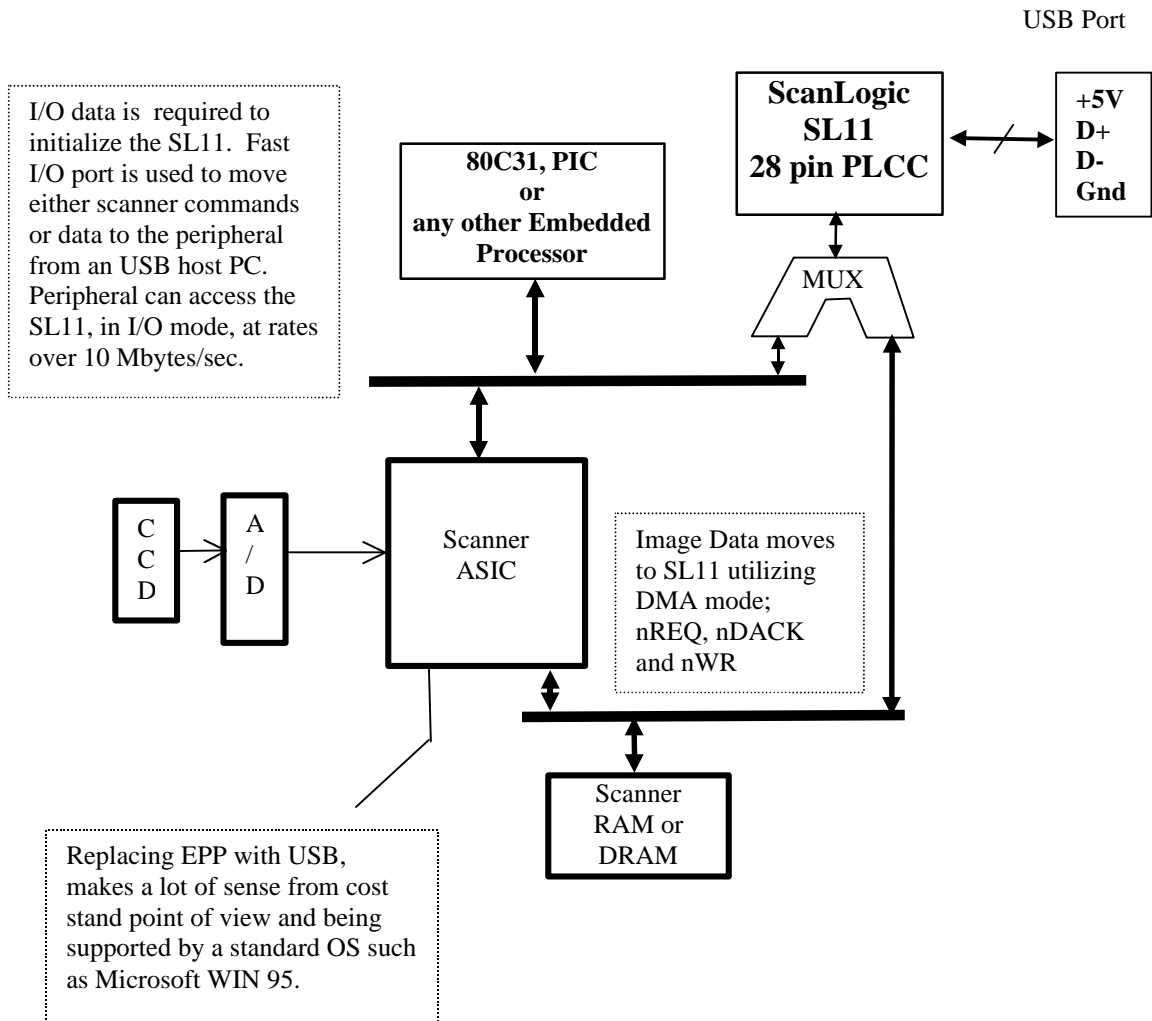 USB Port
I/O data is  required to
initialize the SL11.  Fast
I/O port is used to move
either scanner commands
or data to the peripheral
from an USB host PC.
Peripheral can access the
SL11, in I/O mode, at rates
over 10 Mbytes/sec.
80C31, PIC
or
any other Embedded
Processor
ScanLogic
SL11
28 pin PLCC
+5V
D+
D-
Gnd
MUX
C
C
D
A
/
D
Scanner
ASIC
Image Data moves
to SL11 utilizing
DMA mode;
nREQ, nDACK
and nWR
Scanner
RAM or
DRAM
Replacing EPP with USB,
makes a lot of sense from cost
stand point of view and being
supported by a standard OS such
as Microsoft WIN 95.